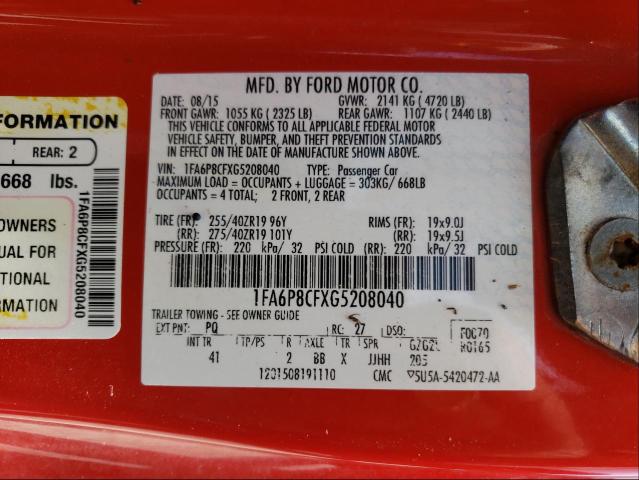 FORMATION
REAR: 2
668 lbs.
OWNERS
UAL FOR
TIONAL
FORMATION
1FA6P8CFXG5208040
MFD. BY FORD MOTOR CO.
DATE: 08/15 GVWR: 2141 KG (4720 LB)
FRONT GAWR: 1055 KG (2325 LB) REAR GAWR: 1107 KG (2440 LB)
THIS VEHICLE CONFORMS TO ALL APPLICABLE FEDERAL MOTOR
VEHICLE SAFETY, BUMPER, AND THEFT PREVENTION STANDARDS
IN EFFECT ON THE DATE OF MANUFACTURE SHOWN ABOVE.
VIN: 1FA6P8CFXG5208040 TYPE: Passenger Car
MAXIMUM LOAD = OCCUPANTS + LUGGAGE = 303KG/ 668LB
OCCUPANTS = 4 TOTAL; 2 FRONT, 2 REAR
TIRE (FR): 255/40ZR19 96Y RIMS (FR): 19x9.0J
(RR): 275/40ZR19 101Y (RR): 19x9.5J
PRESSURE (FR): 220 kPa/ 32 PSI COLD (RR): 220 kPa/ 32 PSI COLD
1FA6P8CFXG5208040
TRAILER TOWING - SEE OWNER GUIDE
EXT PNT: PQ RC: 27 DSO: F0C70
INT TR TP/PS R AXLE TR SPR
41 2 BB X JJHH 205
1201508191110 CMC 5U5A-5420472-AA